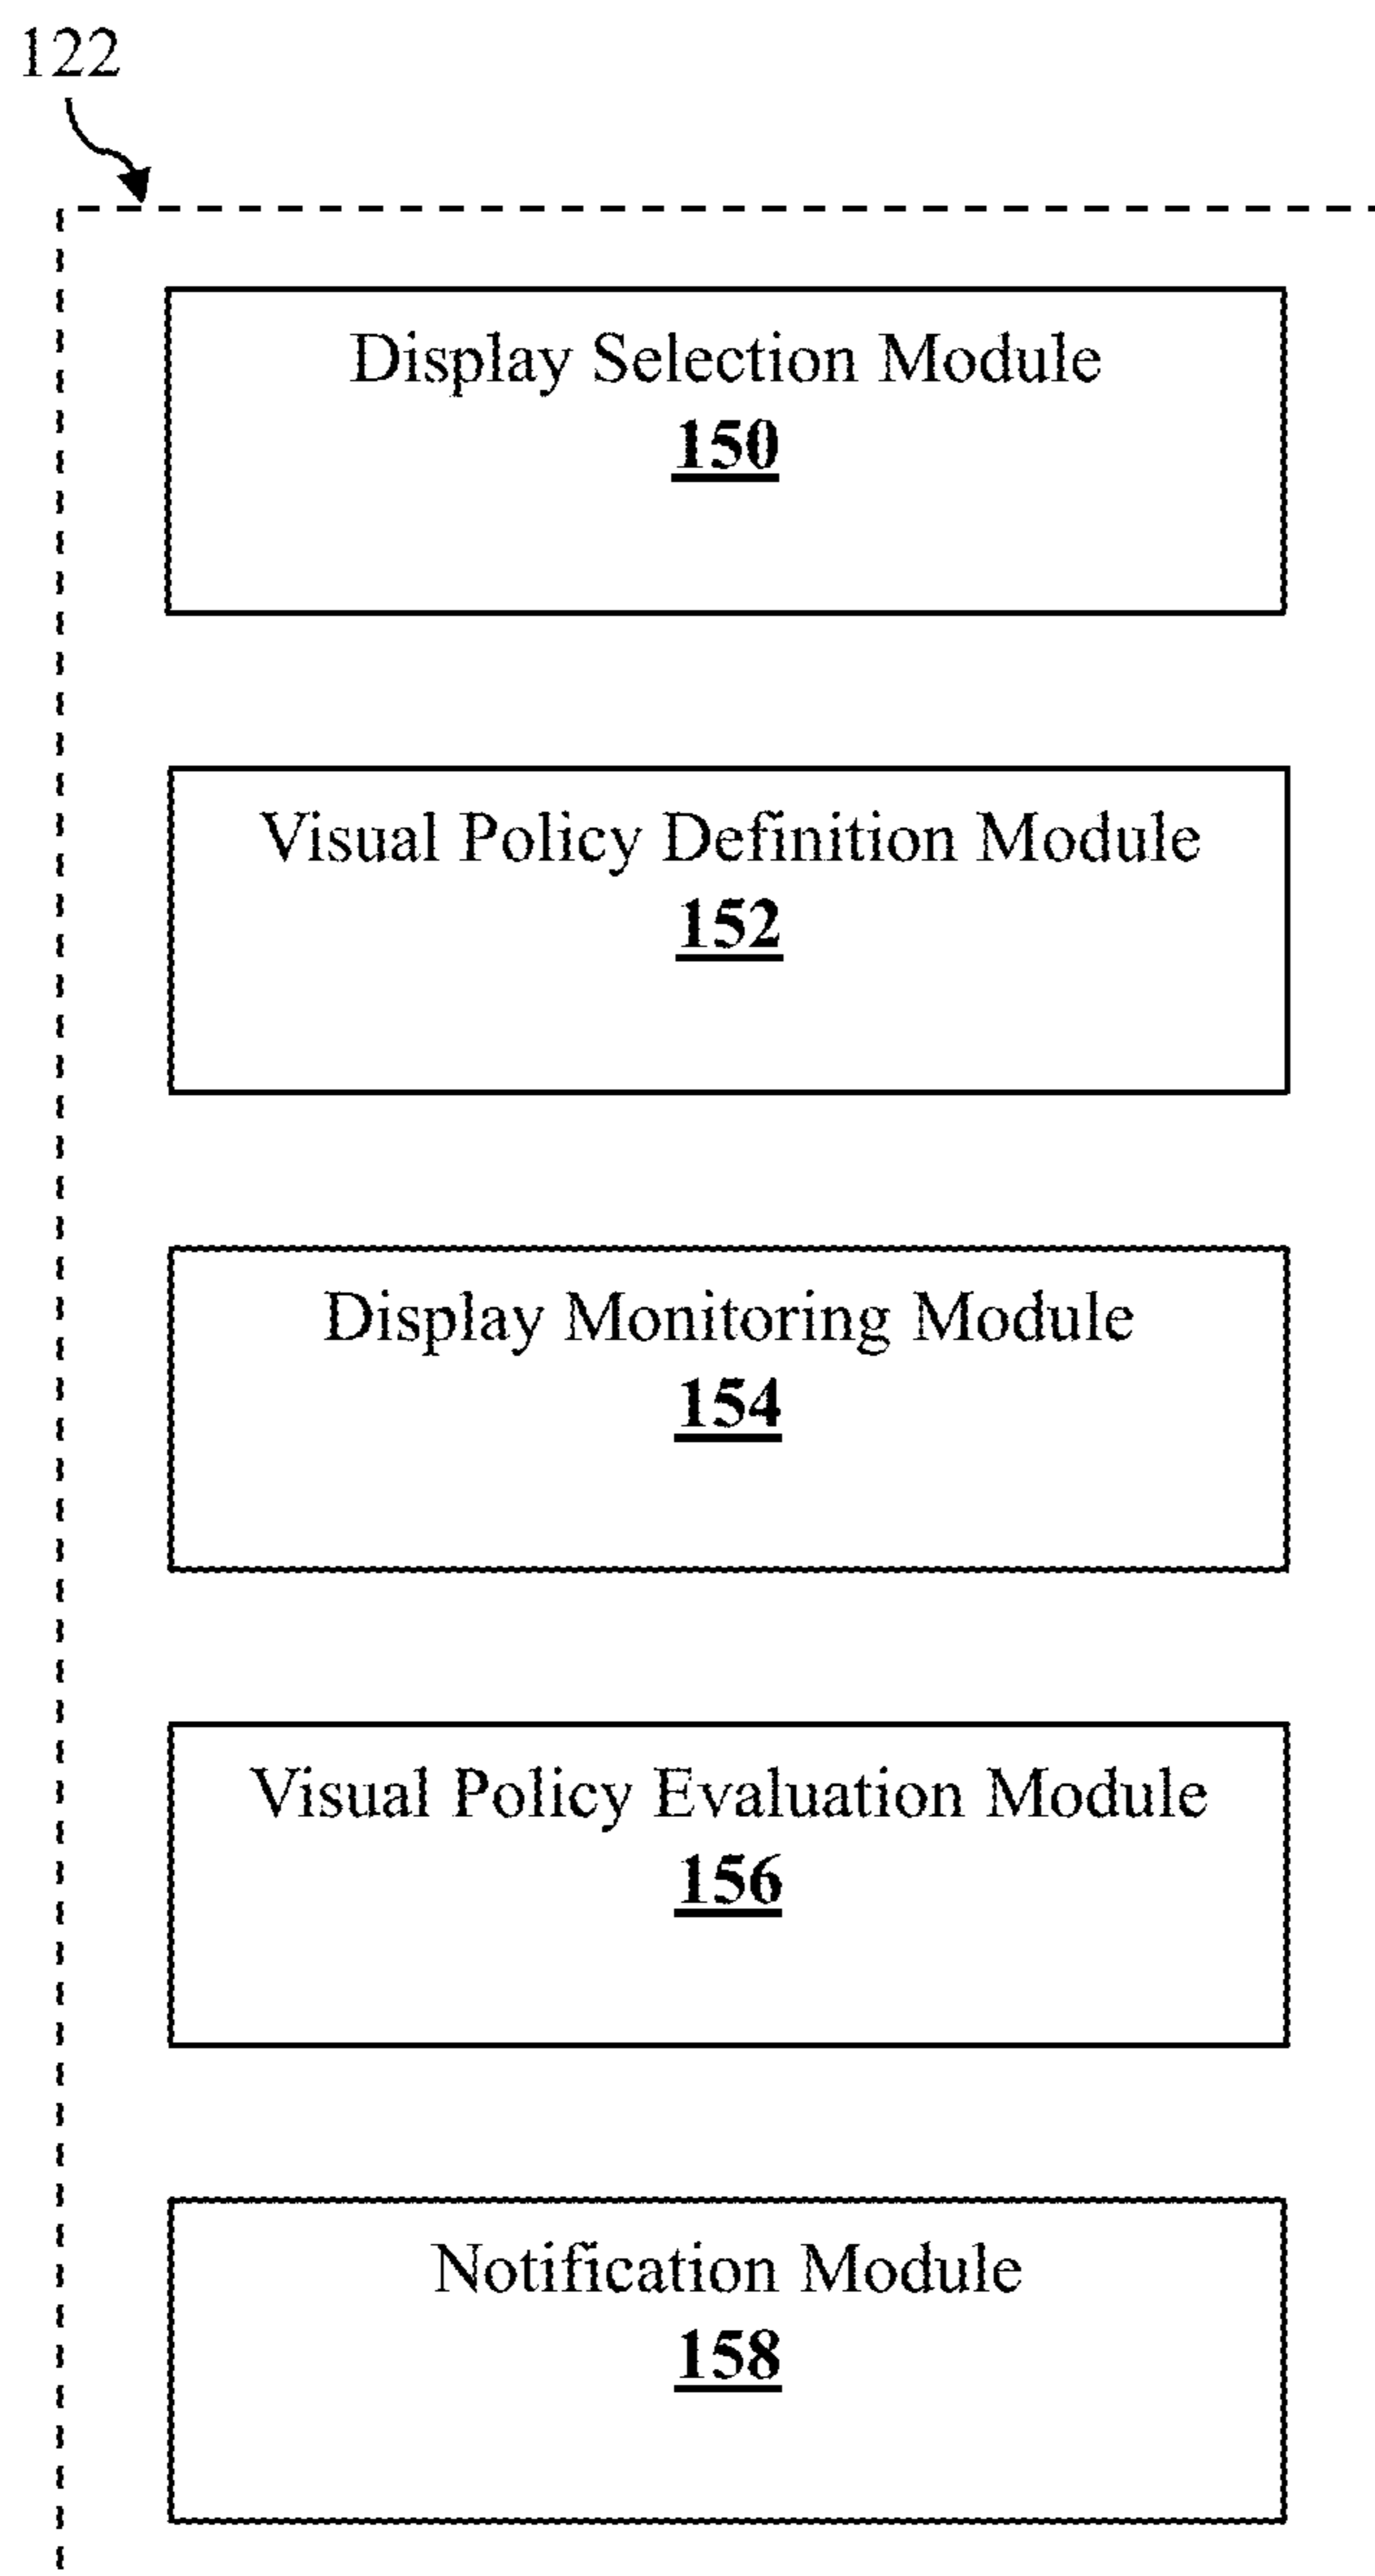 122
Display Selection Module
150
Visual Policy Definition Module
152
Display Monitoring Module
154
Visual Policy Evaluation Module
156
Notification Module
158